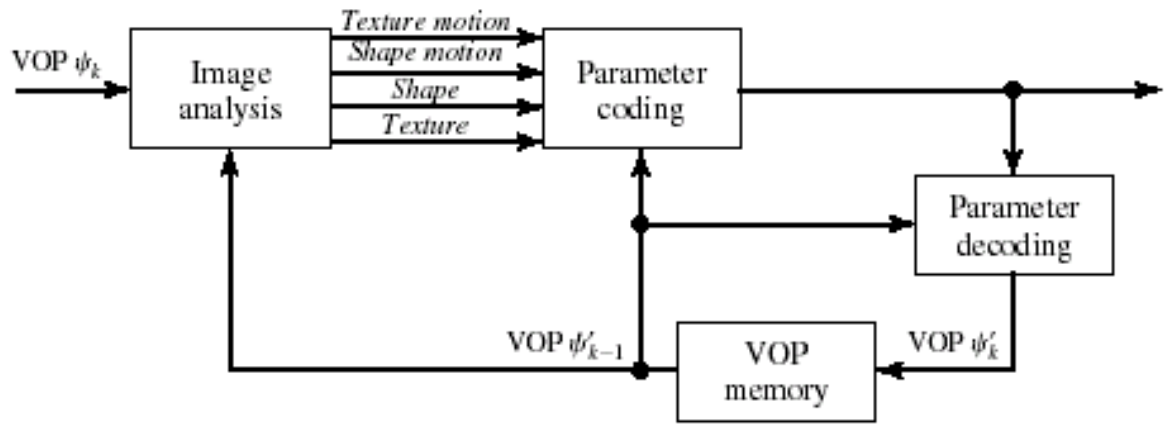 VOP ψₖ
Image
analysis
Texture motion
Shape motion
Shape
Texture
Parameter
coding
Parameter
decoding
VOP ψ′ₖ₋₁
VOP
memory
VOP ψ′ₖ